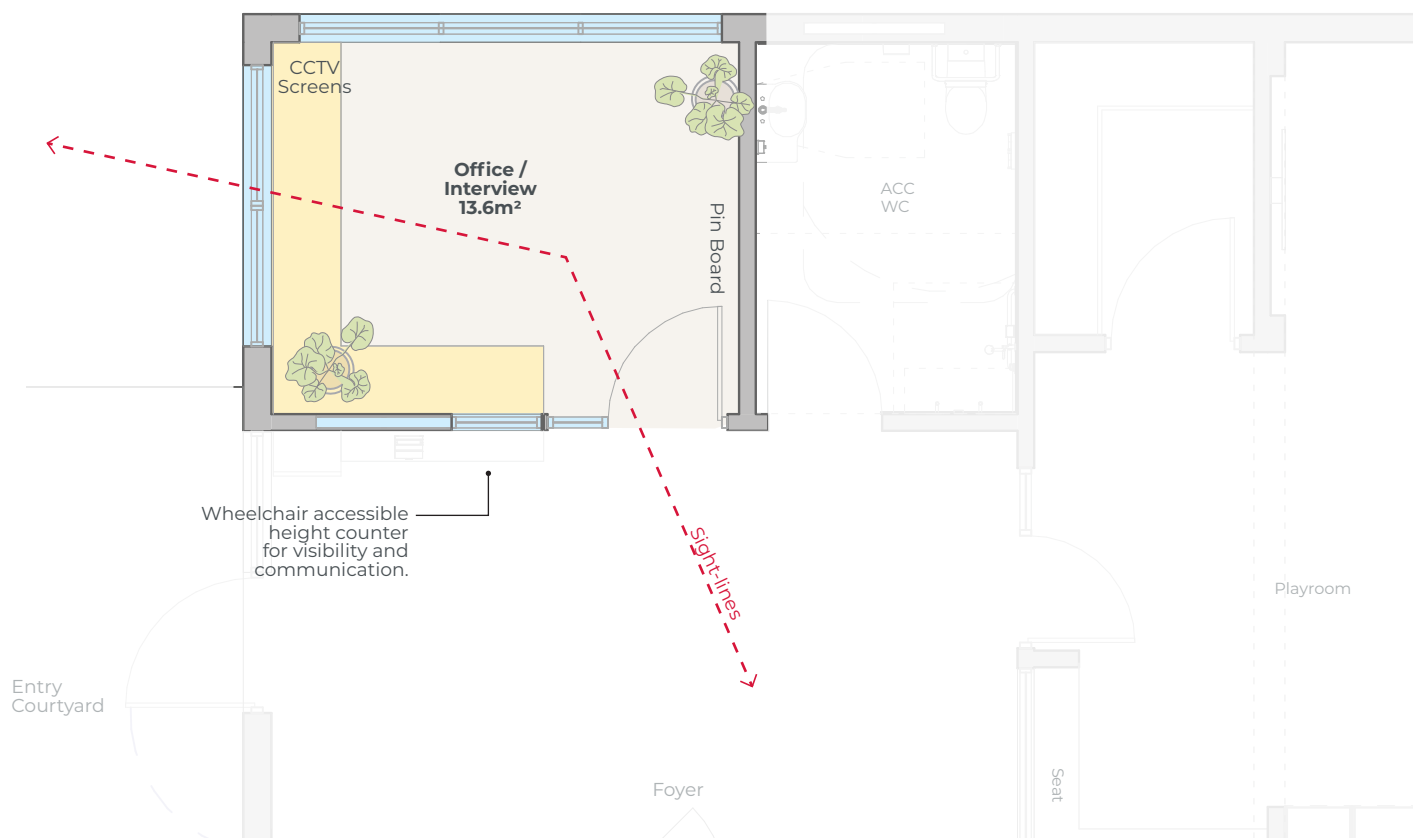 CCTV
Screens
Office /
Interview
13.6m²
Pin Board
ACC
WC
Wheelchair accessible
height counter
for visibility and
communication.
Sight-lines
Playroom
Entry
Courtyard
Foyer
Seat